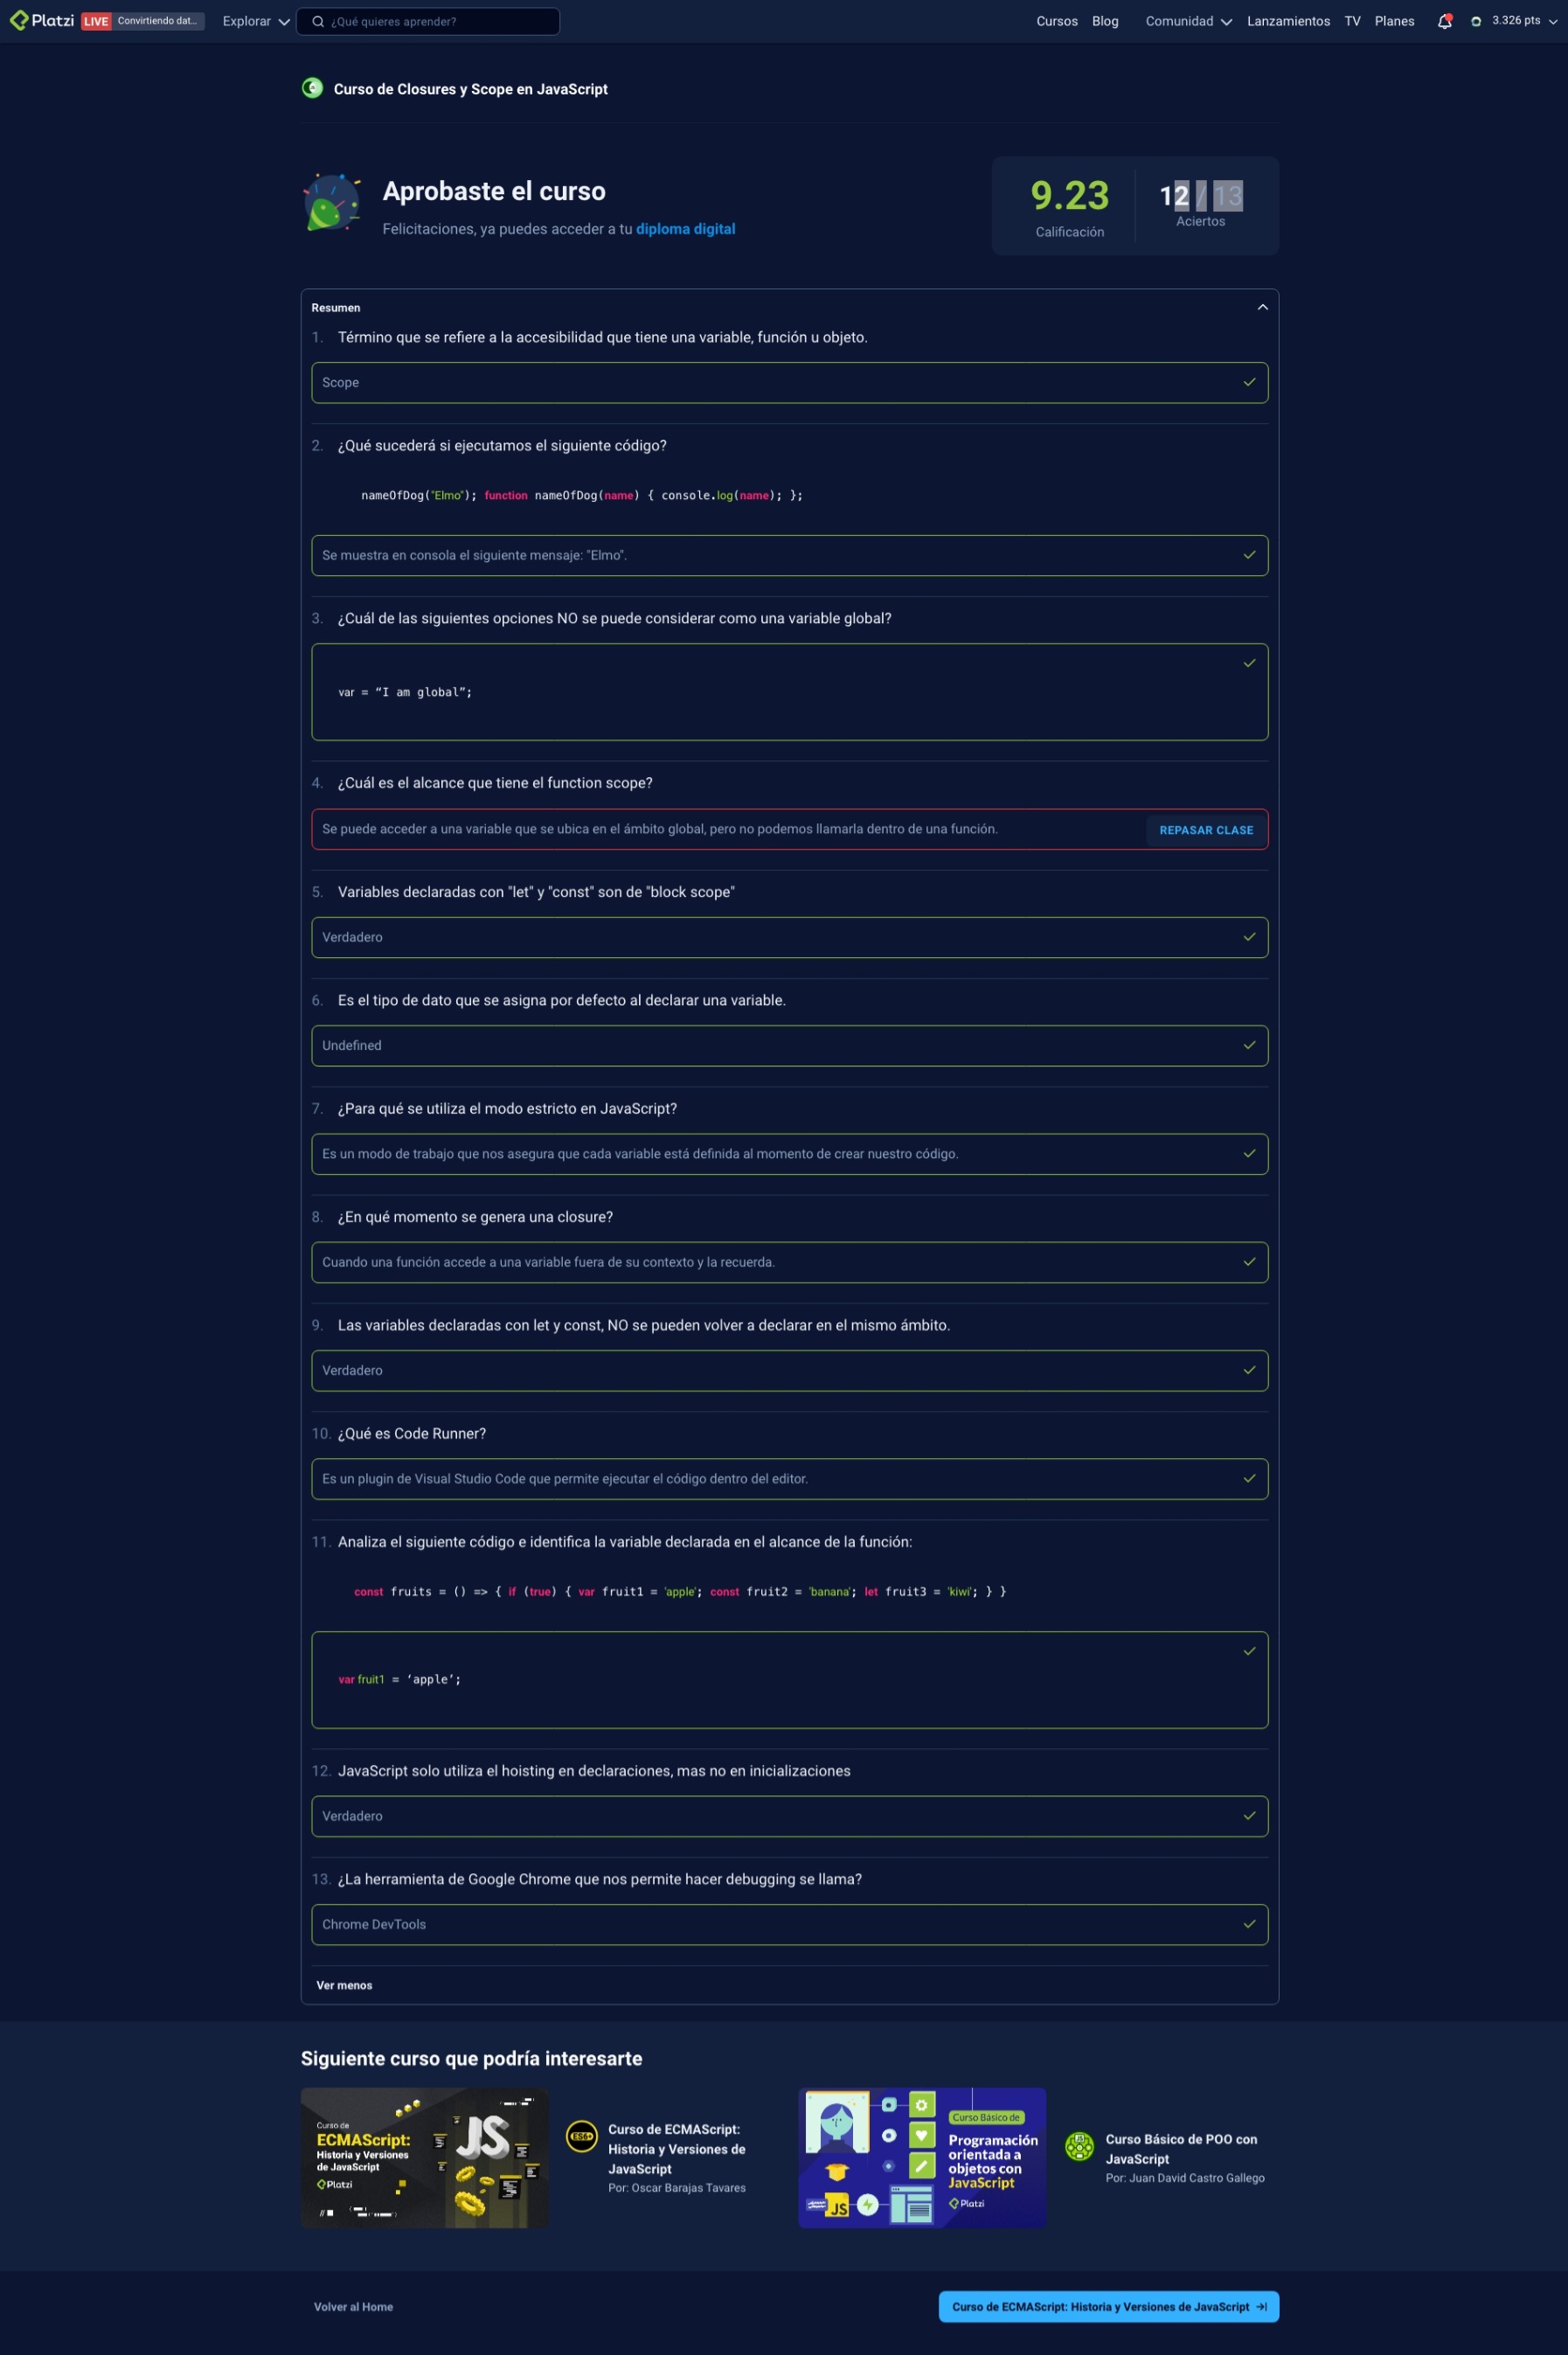 Platzi LIVE Convirtiendo dat... Explorar ¿Qué quieres aprender? Cursos Blog Comunidad Lanzamientos TV Planes 3.326 pts
Curso de Closures y Scope en JavaScript
Aprobaste el curso
Felicitaciones, ya puedes acceder a tu diploma digital
9.23
Calificación
12 / 13
Aciertos
Resumen
1. Término que se refiere a la accesibilidad que tiene una variable, función u objeto.
Scope
2. ¿Qué sucederá si ejecutamos el siguiente código?
nameOfDog("Elmo"); function nameOfDog(name) { console.log(name); };
Se muestra en consola el siguiente mensaje: "Elmo".
3. ¿Cuál de las siguientes opciones NO se puede considerar como una variable global?
var = “I am global”;
4. ¿Cuál es el alcance que tiene el function scope?
Se puede acceder a una variable que se ubica en el ámbito global, pero no podemos llamarla dentro de una función. REPASAR CLASE
5. Variables declaradas con "let" y "const" son de "block scope"
Verdadero
6. Es el tipo de dato que se asigna por defecto al declarar una variable.
Undefined
7. ¿Para qué se utiliza el modo estricto en JavaScript?
Es un modo de trabajo que nos asegura que cada variable está definida al momento de crear nuestro código.
8. ¿En qué momento se genera una closure?
Cuando una función accede a una variable fuera de su contexto y la recuerda.
9. Las variables declaradas con let y const, NO se pueden volver a declarar en el mismo ámbito.
Verdadero
10. ¿Qué es Code Runner?
Es un plugin de Visual Studio Code que permite ejecutar el código dentro del editor.
11. Analiza el siguiente código e identifica la variable declarada en el alcance de la función:
const fruits = () => { if (true) { var fruit1 = 'apple'; const fruit2 = 'banana'; let fruit3 = 'kiwi'; } }
var fruit1 = ‘apple’;
12. JavaScript solo utiliza el hoisting en declaraciones, mas no en inicializaciones
Verdadero
13. ¿La herramienta de Google Chrome que nos permite hacer debugging se llama?
Chrome DevTools
Ver menos
Siguiente curso que podría interesarte
Curso de
ECMAScript:
Historia y Versiones
de JavaScript
Platzi
JS
ES6+
Curso de ECMAScript:
Historia y Versiones de
JavaScript
Por: Oscar Barajas Tavares
Curso Básico de
Programación
orientada a
objetos con
JavaScript
Platzi
JS
Curso Básico de POO con
JavaScript
Por: Juan David Castro Gallego
Volver al Home
Curso de ECMAScript: Historia y Versiones de JavaScript